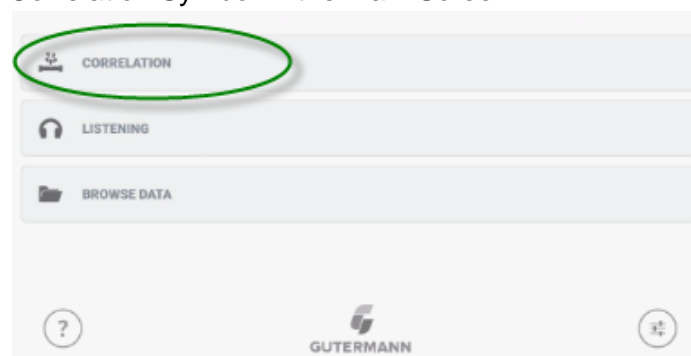 CORRELATION
LISTENING
BROWSE DATA
?
GUTERMANN